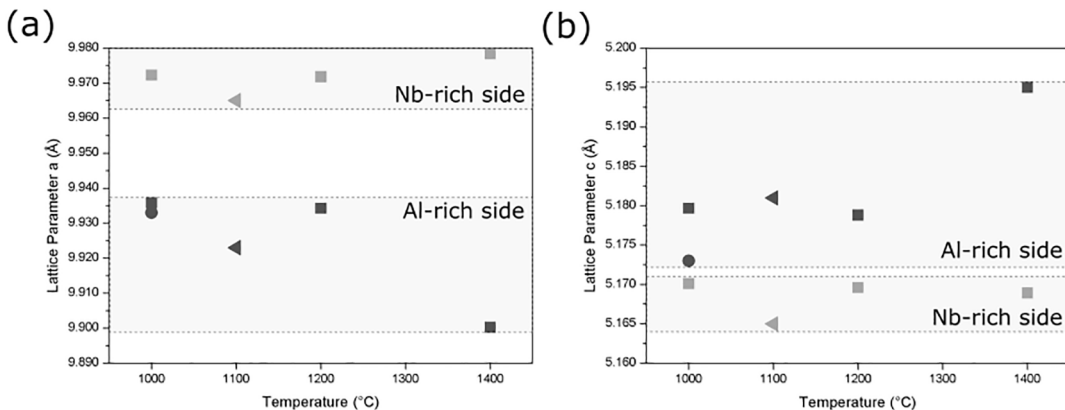 (a)
9.980
9.970
9.960
9.950
9.940
9.930
9.920
9.910
9.900
9.890
Lattice Parameter a (Å)
Nb-rich side
Al-rich side
1000 1100 1200 1300 1400
Temperature (°C)
(b)
5.200
5.195
5.190
5.185
5.180
5.175
5.170
5.165
5.160
Lattice Parameter c (Å)
Al-rich side
Nb-rich side
1000 1100 1200 1300 1400
Temperature (°C)